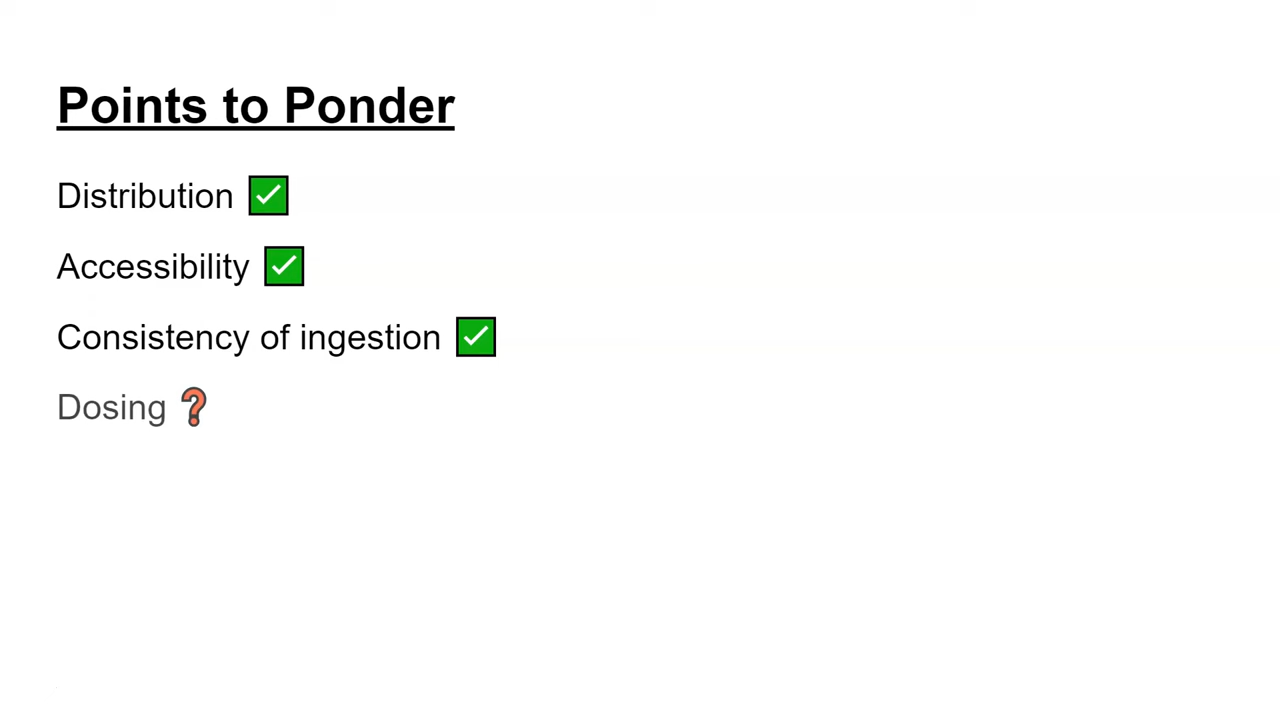 Points to Ponder
Distribution ✅
Accessibility ✅
Consistency of ingestion ✅
Dosing ❓